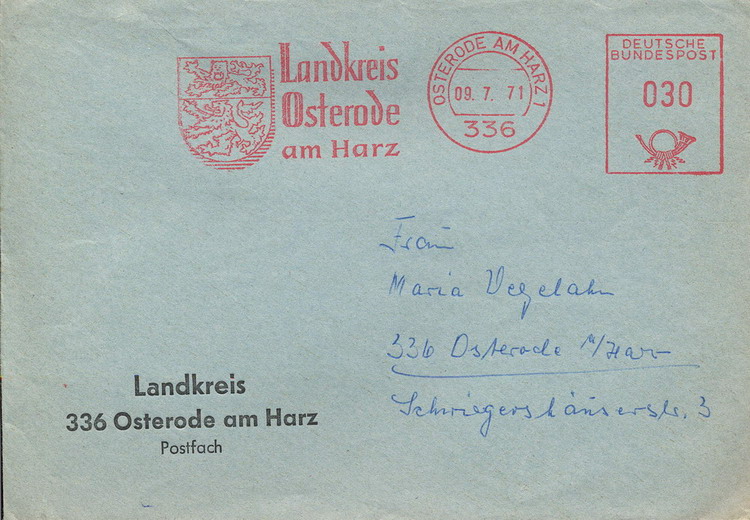 Landkreis
Osterode
am Harz
OSTERODE AM HARZ 1
09. 7. 71
336
DEUTSCHE
BUNDESPOST
030
Frau
Maria Vegelahn
336 Osterode a/Harz
Schwiegershäuserstr. 3
Landkreis
336 Osterode am Harz
Postfach